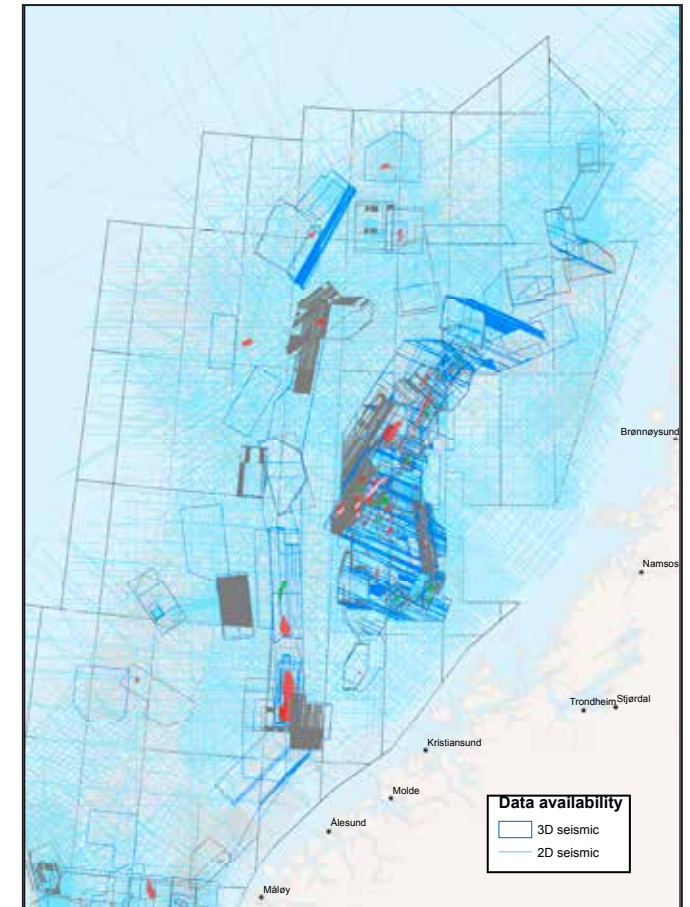 Brønnøysund
Namsos
Trondheim
Stjørdal
Kristiansund
Molde
Ålesund
Måløy
Data availability
3D seismic
2D seismic